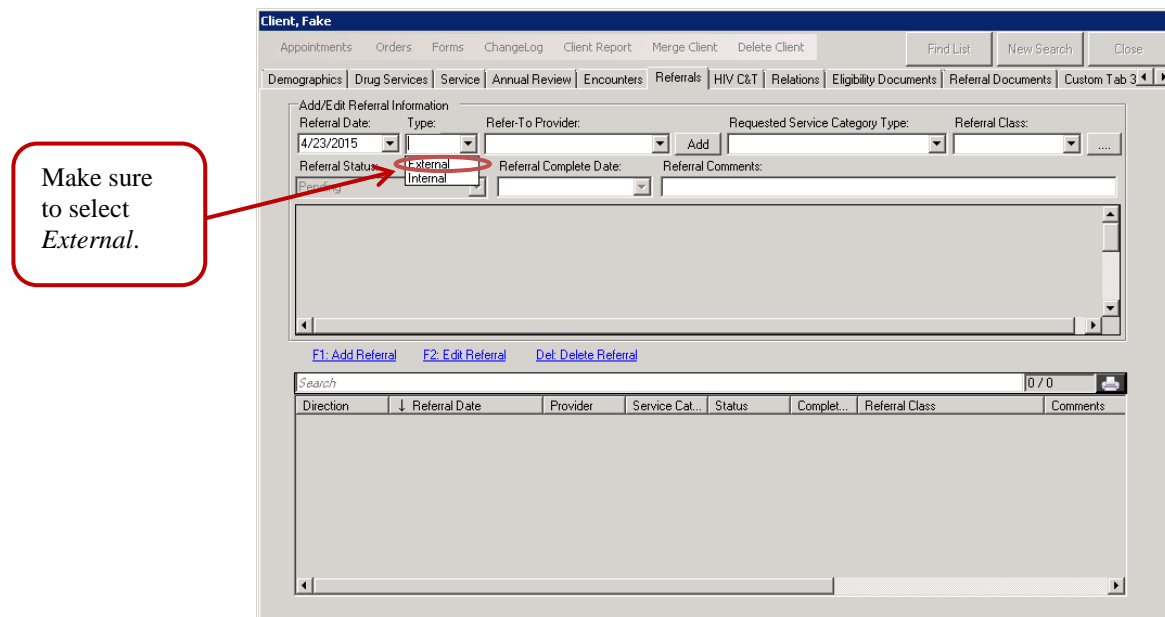 Client, Fake
Appointments Orders Forms ChangeLog Client Report Merge Client Delete Client Find List New Search Close
Demographics Drug Services Service Annual Review Encounters Referrals HIV C&T Relations Eligibility Documents Referral Documents Custom Tab 3
Add/Edit Referral Information
Referral Date: Type: Refer-To Provider: Requested Service Category Type: Referral Class:
4/23/2015 Add ....
Referral Status: External Referral Complete Date: Referral Comments:
Internal
Pending
Make sure
to select
External.
F1: Add Referral F2: Edit Referral Del: Delete Referral
Search 0 / 0
Direction ↓ Referral Date Provider Service Cat... Status Complet... Referral Class Comments